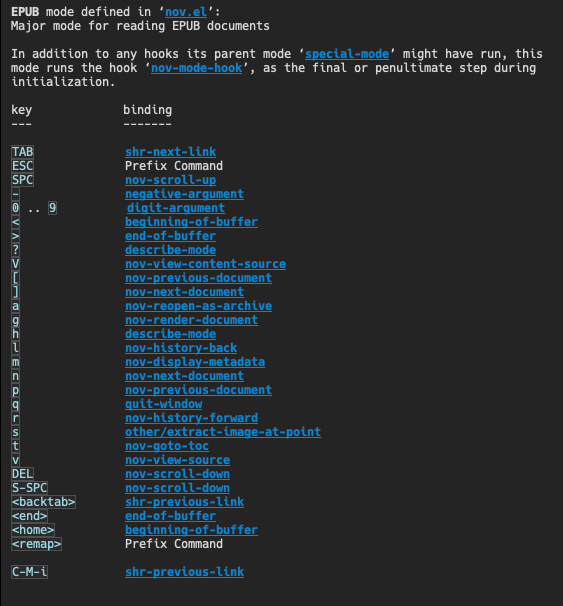 EPUB mode defined in ‘nov.el’:
Major mode for reading EPUB documents
In addition to any hooks its parent mode ‘special-mode’ might have run, this
mode runs the hook ‘nov-mode-hook’, as the final or penultimate step during
initialization.
key binding
--- -------
TAB shr-next-link
ESC Prefix Command
SPC nov-scroll-up
- negative-argument
0 .. 9 digit-argument
< beginning-of-buffer
> end-of-buffer
? describe-mode
V nov-view-content-source
[ nov-previous-document
] nov-next-document
a nov-reopen-as-archive
g nov-render-document
h describe-mode
l nov-history-back
m nov-display-metadata
n nov-next-document
p nov-previous-document
q quit-window
r nov-history-forward
s other/extract-image-at-point
t nov-goto-toc
v nov-view-source
DEL nov-scroll-down
S-SPC nov-scroll-down
<backtab> shr-previous-link
<end> end-of-buffer
<home> beginning-of-buffer
<remap> Prefix Command
C-M-i shr-previous-link